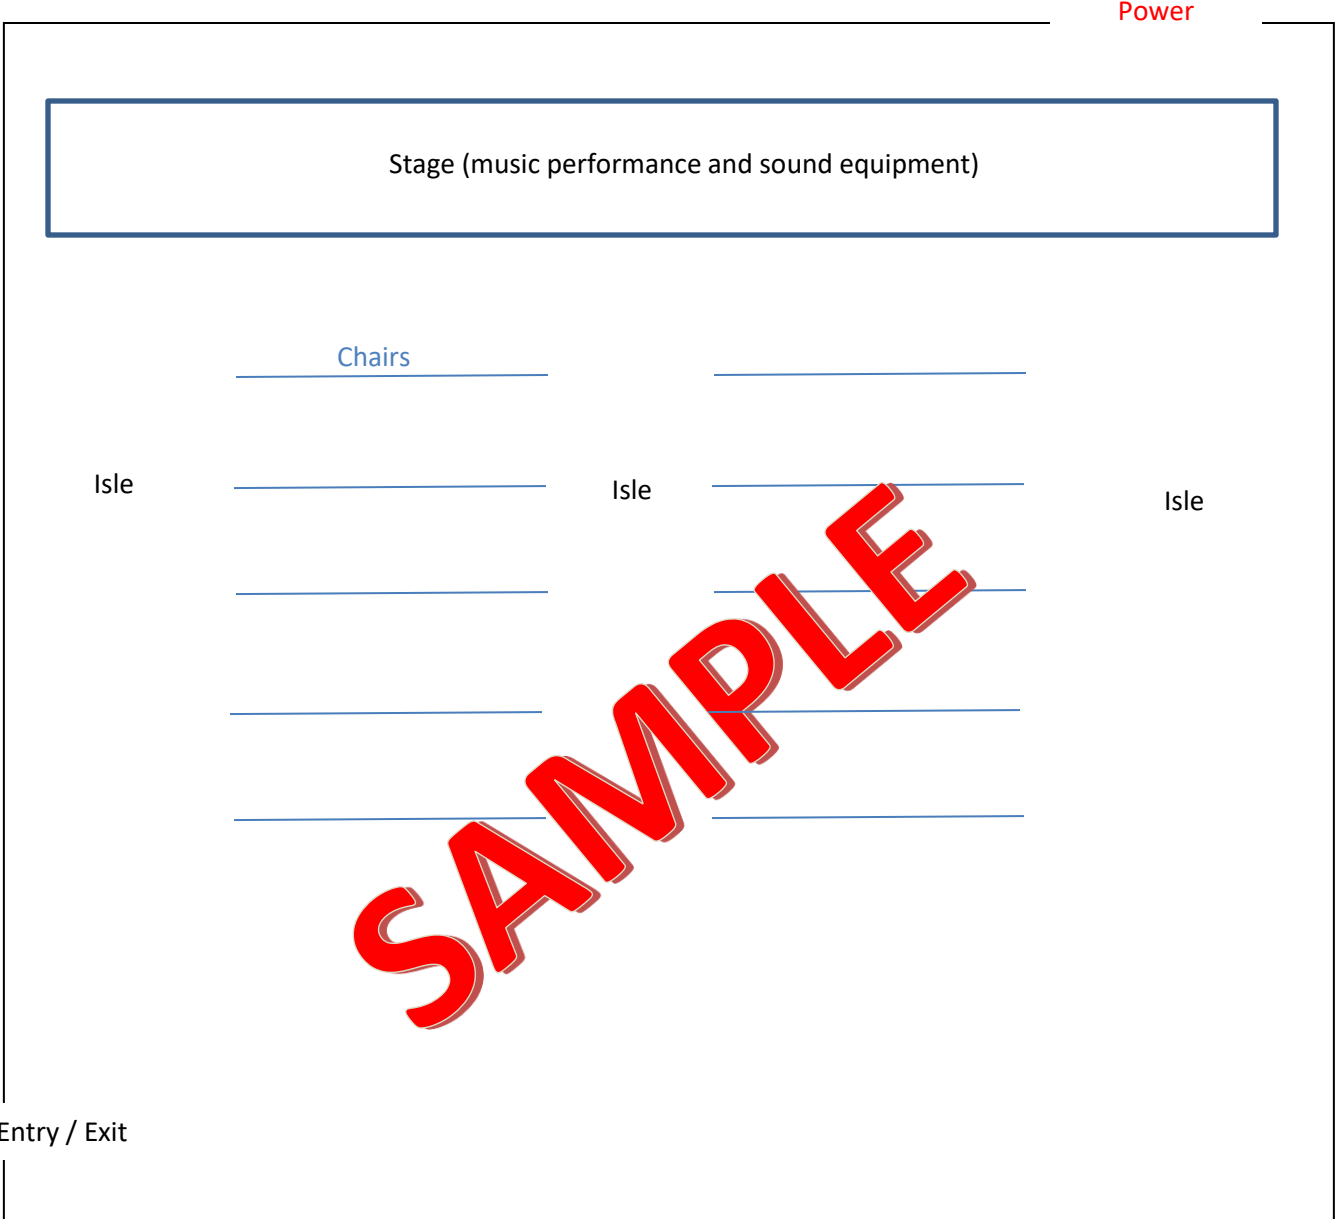 Power
Stage (music performance and sound equipment)
Chairs
Isle
Isle
Isle
SAMPLE
Entry / Exit